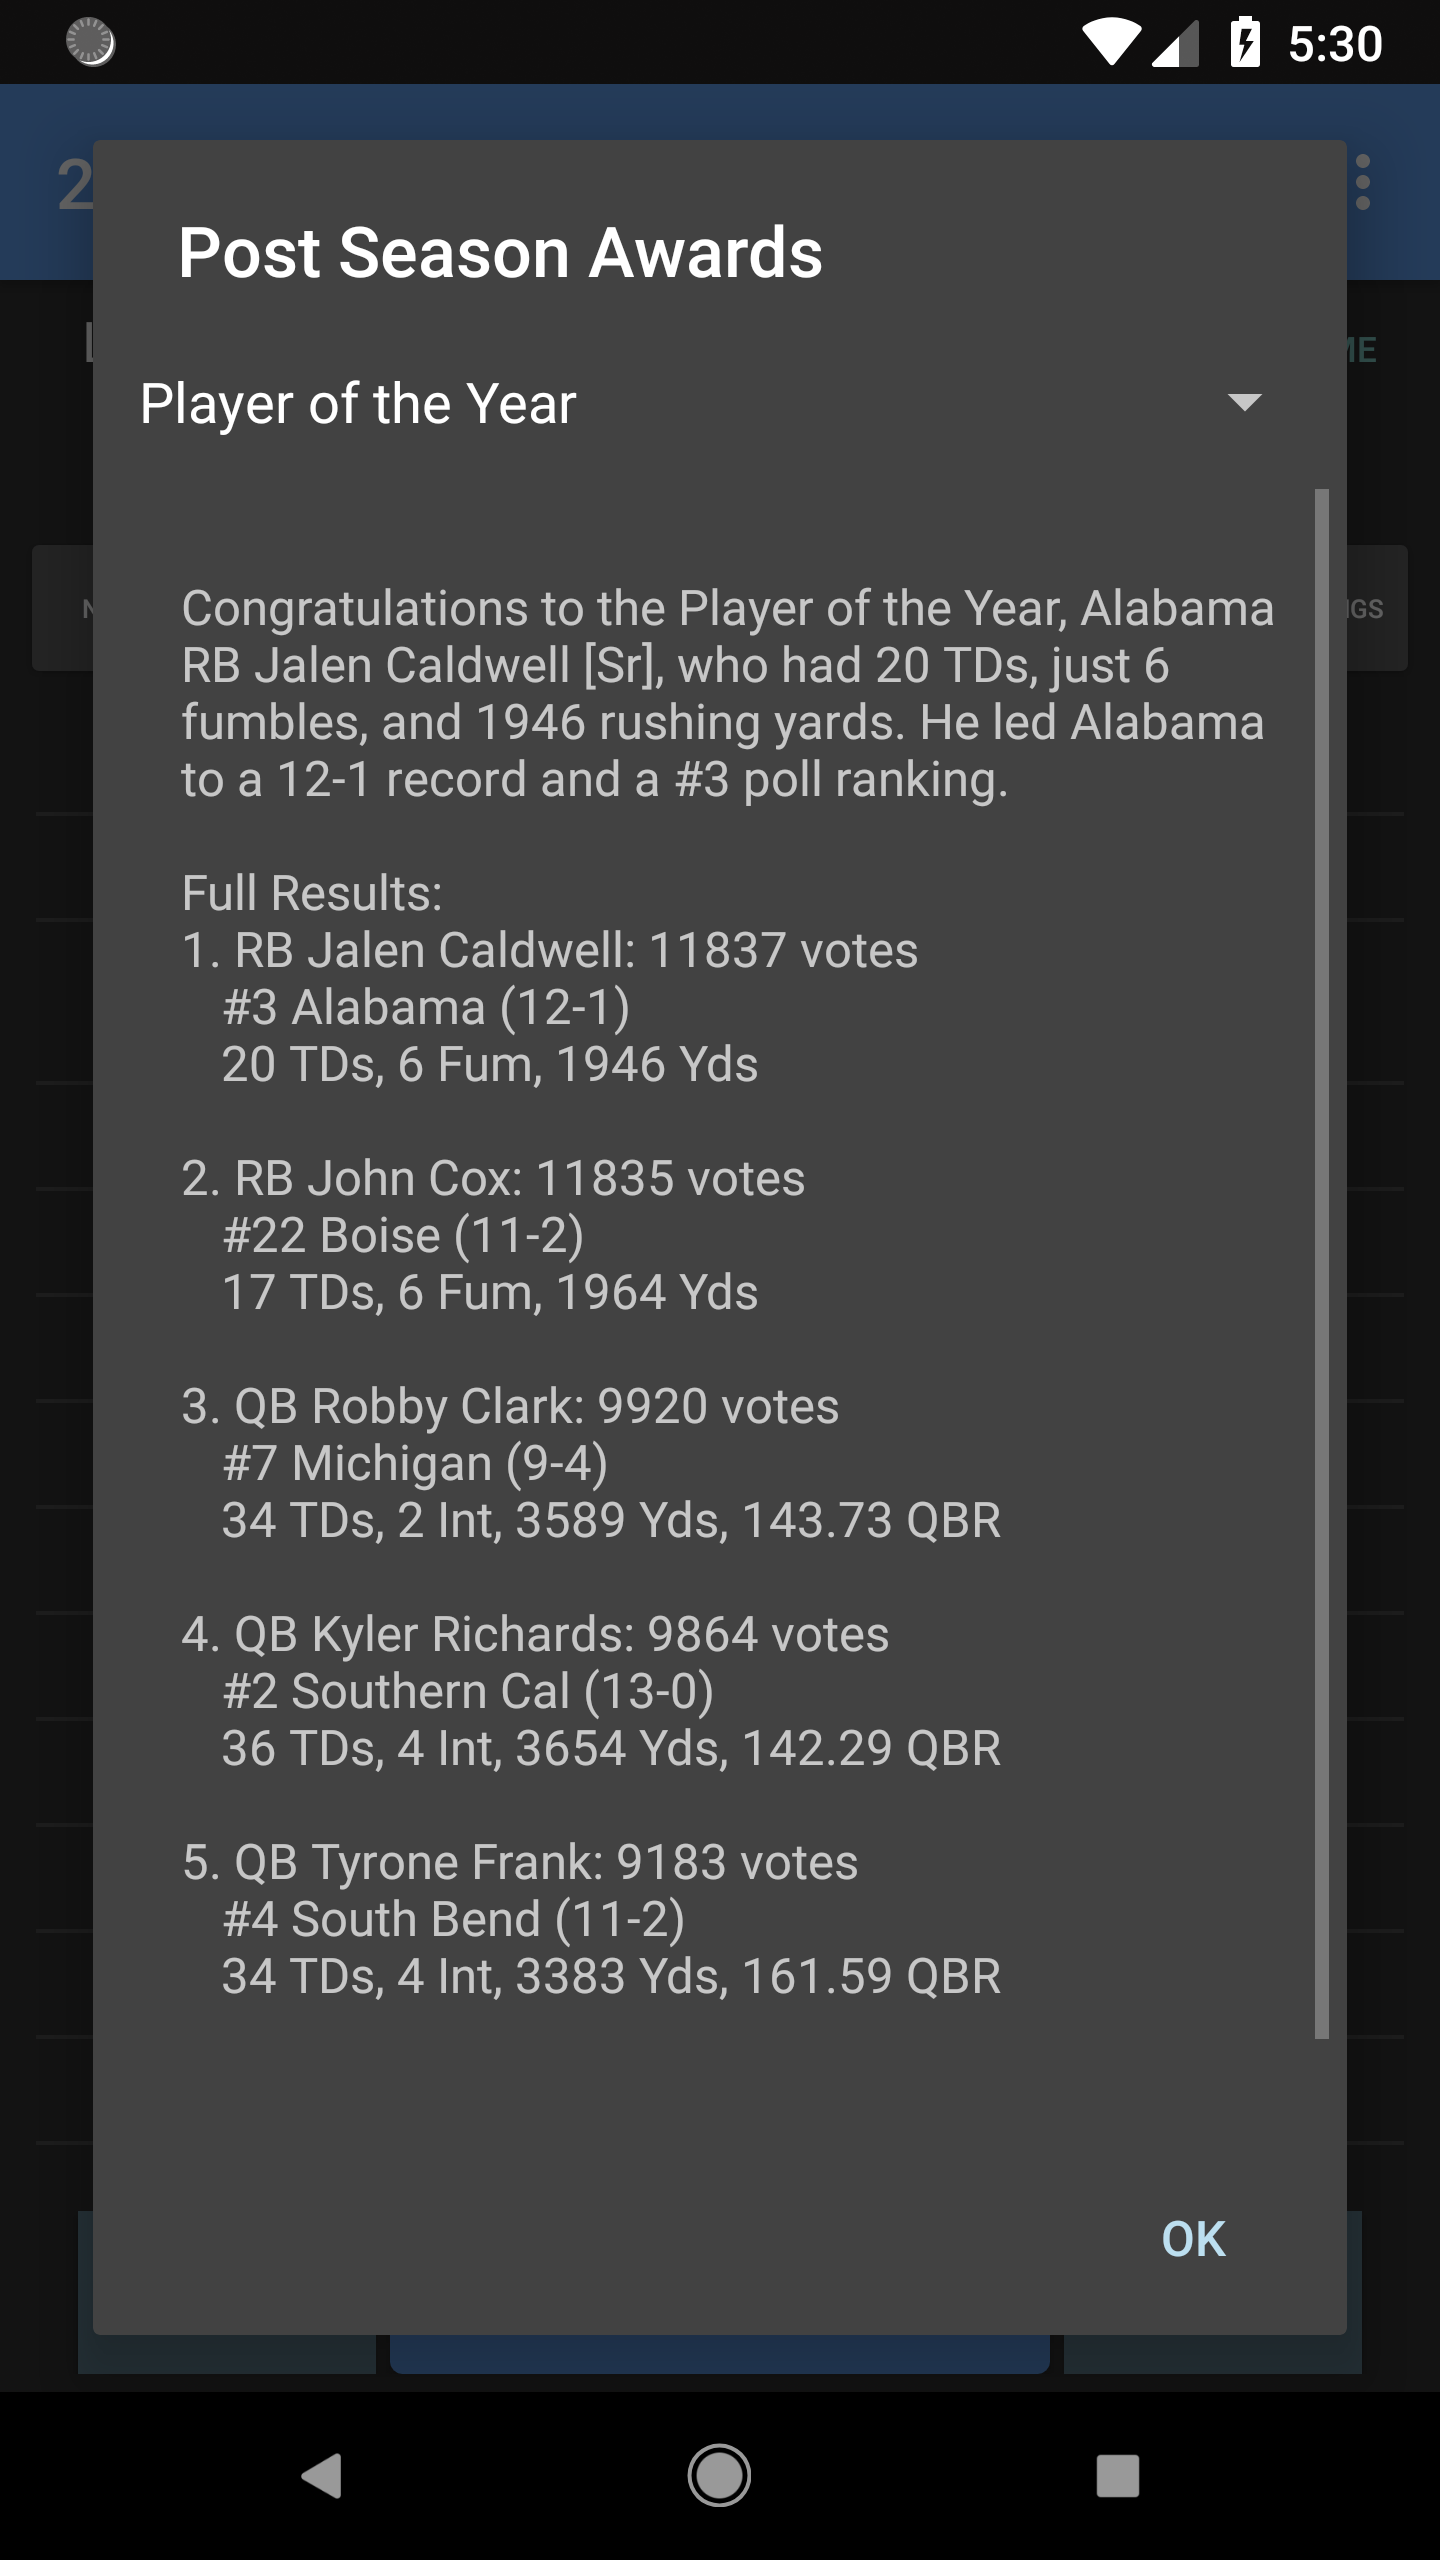 5:30
2
Post Season Awards
ME
Player of the Year
Congratulations to the Player of the Year, Alabama
RB Jalen Caldwell [Sr], who had 20 TDs, just 6
fumbles, and 1946 rushing yards. He led Alabama
to a 12-1 record and a #3 poll ranking.
Full Results:
1. RB Jalen Caldwell: 11837 votes
#3 Alabama (12-1)
20 TDs, 6 Fum, 1946 Yds
2. RB John Cox: 11835 votes
#22 Boise (11-2)
17 TDs, 6 Fum, 1964 Yds
3. QB Robby Clark: 9920 votes
#7 Michigan (9-4)
34 TDs, 2 Int, 3589 Yds, 143.73 QBR
4. QB Kyler Richards: 9864 votes
#2 Southern Cal (13-0)
36 TDs, 4 Int, 3654 Yds, 142.29 QBR
5. QB Tyrone Frank: 9183 votes
#4 South Bend (11-2)
34 TDs, 4 Int, 3383 Yds, 161.59 QBR
OK